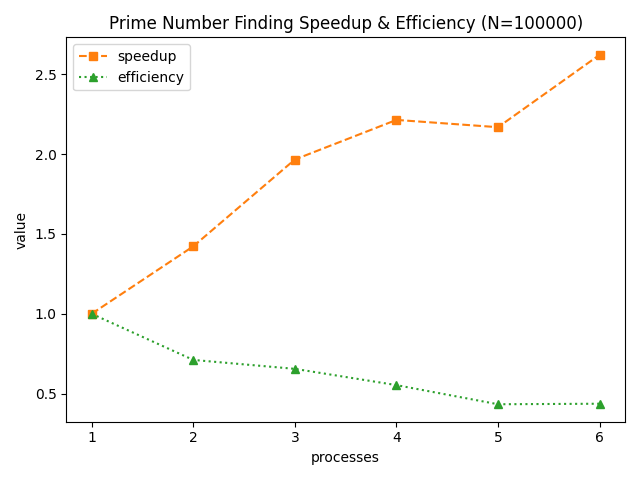 Prime Number Finding Speedup & Efficiency (N=100000)
speedup
efficiency
2.5
2.0
1.5
1.0
0.5
value
1 2 3 4 5 6
processes